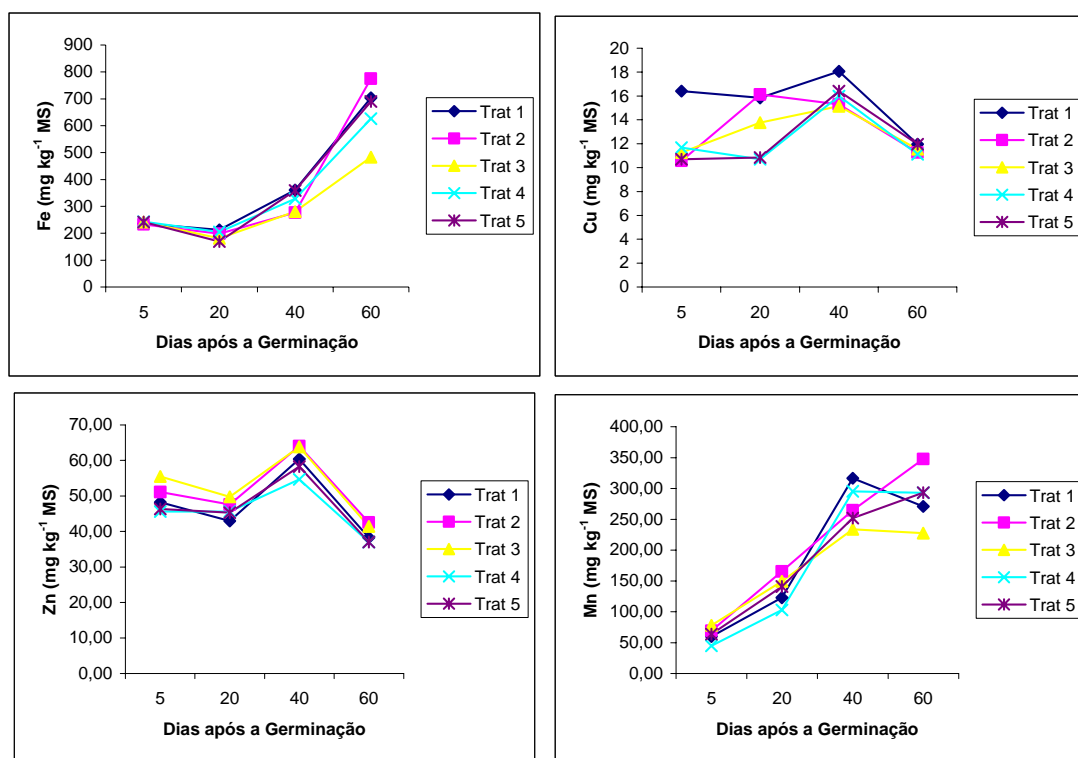 Fe (mg kg⁻¹ MS)
900
800
700
600
500
400
300
200
100
0
5 20 40 60
Dias após a Germinação
Trat 1
Trat 2
Trat 3
Trat 4
Trat 5
Cu (mg kg⁻¹ MS)
20
18
16
14
12
10
8
6
4
2
0
5 20 40 60
Dias após a Germinação
Trat 1
Trat 2
Trat 3
Trat 4
Trat 5
Zn (mg kg⁻¹ MS)
70,00
60,00
50,00
40,00
30,00
20,00
10,00
0,00
5 20 40 60
Dias após a Germinação
Trat 1
Trat 2
Trat 3
Trat 4
Trat 5
Mn (mg kg⁻¹ MS)
400,00
350,00
300,00
250,00
200,00
150,00
100,00
50,00
0,00
5 20 40 60
Dias após a Germinação
Trat 1
Trat 2
Trat 3
Trat 4
Trat 5